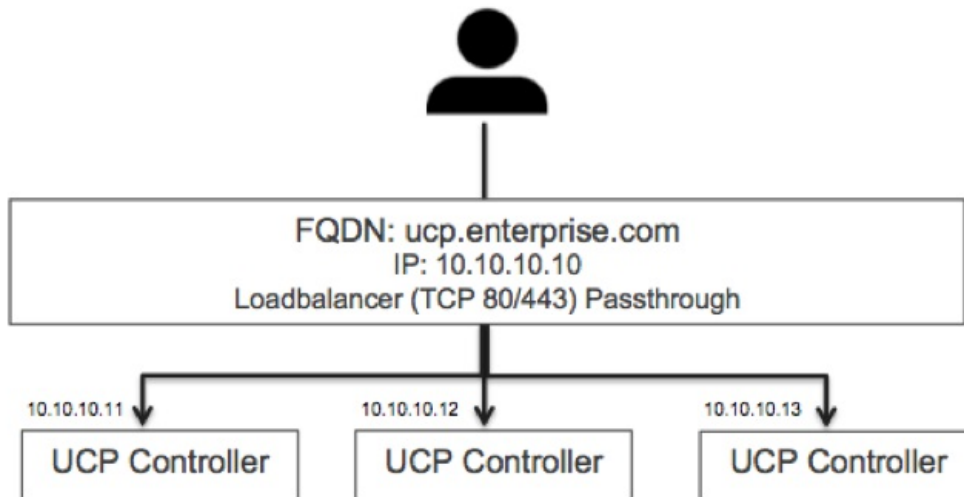 FQDN: ucp.enterprise.com
IP: 10.10.10.10
Loadbalancer (TCP 80/443) Passthrough
10.10.10.11
10.10.10.12
10.10.10.13
UCP Controller
UCP Controller
UCP Controller